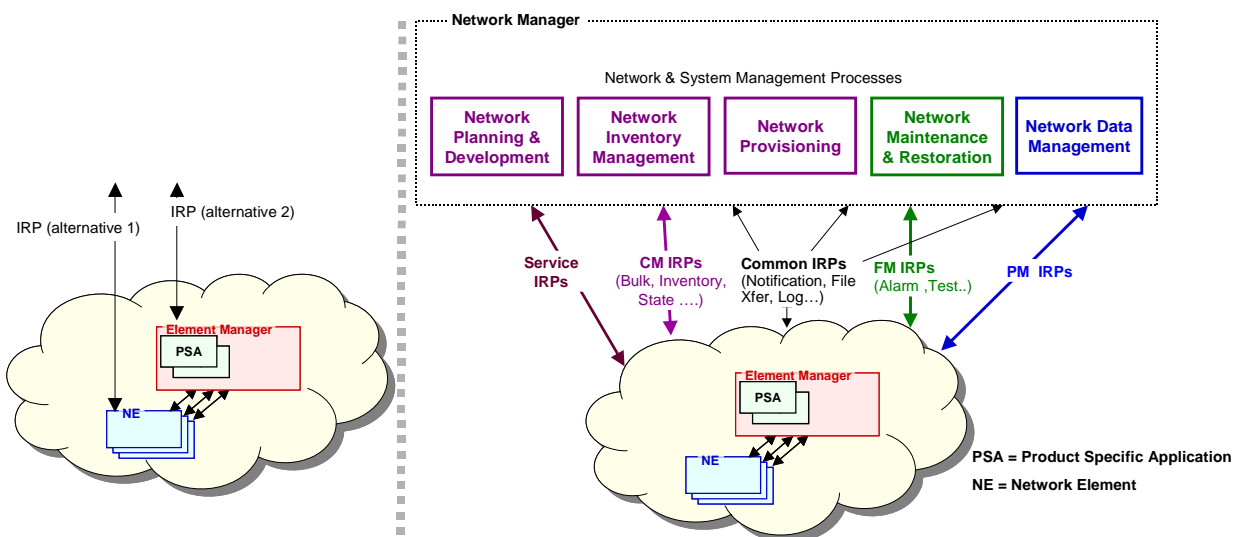 Network Manager
Network & System Management Processes
Network
Planning &
Development
Network
Inventory
Management
Network
Provisioning
Network
Maintenance
& Restoration
Network Data
Management
IRP (alternative 1)
IRP (alternative 2)
Service
IRPs
CM IRPs
(Bulk, Inventory,
State ….)
Common IRPs
(Notification, File
Xfer, Log…)
FM IRPs
(Alarm ,Test..)
PM IRPs
Element Manager
PSA
NE
Element Manager
PSA
NE
PSA = Product Specific Application
NE = Network Element